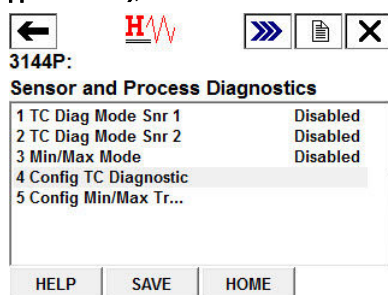 H
3144P:
Sensor and Process Diagnostics
1 TC Diag Mode Snr 1 Disabled
2 TC Diag Mode Snr 2 Disabled
3 Min/Max Mode Disabled
4 Config TC Diagnostic
5 Config Min/Max Tr...
HELP SAVE HOME